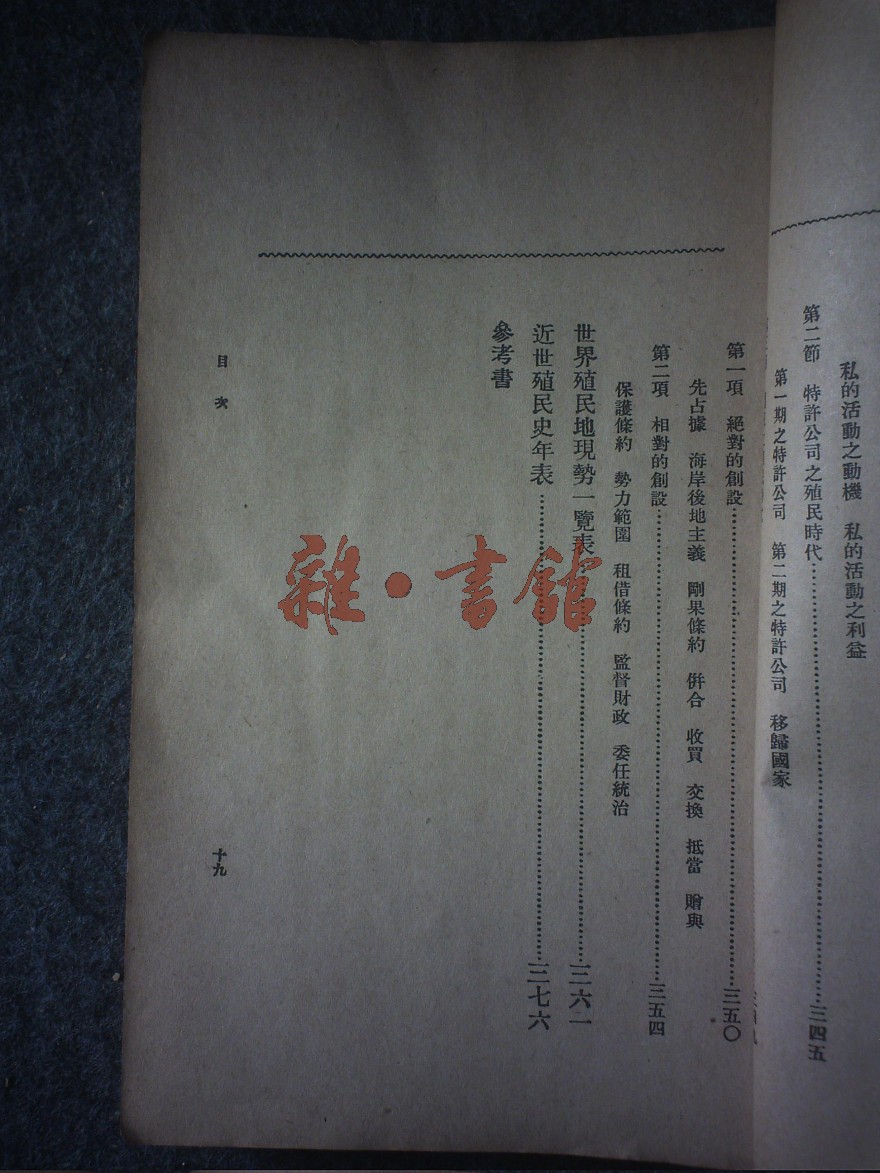 私的活動之動機　私的活動之利益
第二節　特許公司之殖民時代……三四五
第一期之特許公司　第二期之特許公司　移歸國家
第一項　絕對的創設……三五〇
先占據　海岸後地主義　剛果條約　併合　收買　交換　抵當　贈與
第二項　相對的創設……三五四
保護條約　勢力範圍　租借條約　監督財政　委任統治
世界殖民地現勢一覽表……三六一
近世殖民史年表……三七六
參考書
目次
十九
雜·書館